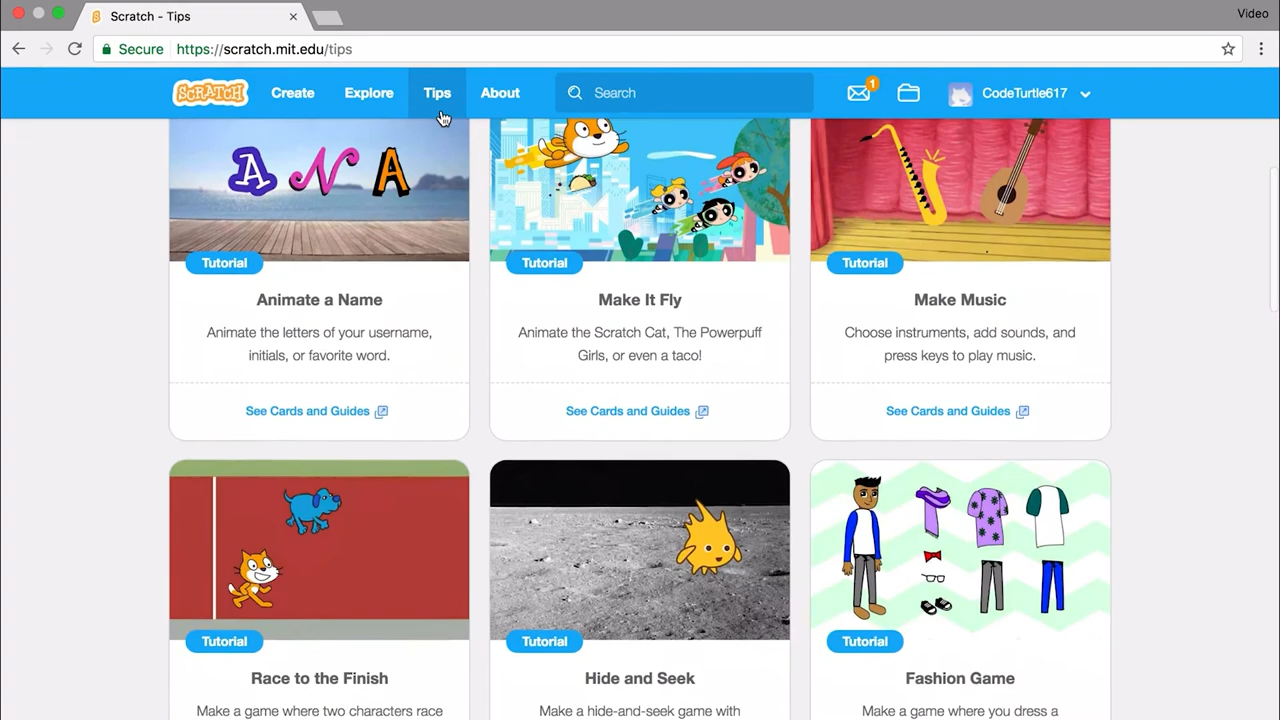 Scratch - Tips
Video
Secure https://scratch.mit.edu/tips
SCRATCH Create Explore Tips About Search 1 CodeTurtle617
A N A
Tutorial Tutorial Tutorial
Animate a Name
Animate the letters of your username,
initials, or favorite word.
See Cards and Guides
Make It Fly
Animate the Scratch Cat, The Powerpuff
Girls, or even a taco!
See Cards and Guides
Make Music
Choose instruments, add sounds, and
press keys to play music.
See Cards and Guides
Tutorial Tutorial Tutorial
Race to the Finish
Make a game where two characters race
Hide and Seek
Make a hide-and-seek game with
Fashion Game
Make a game where you dress a